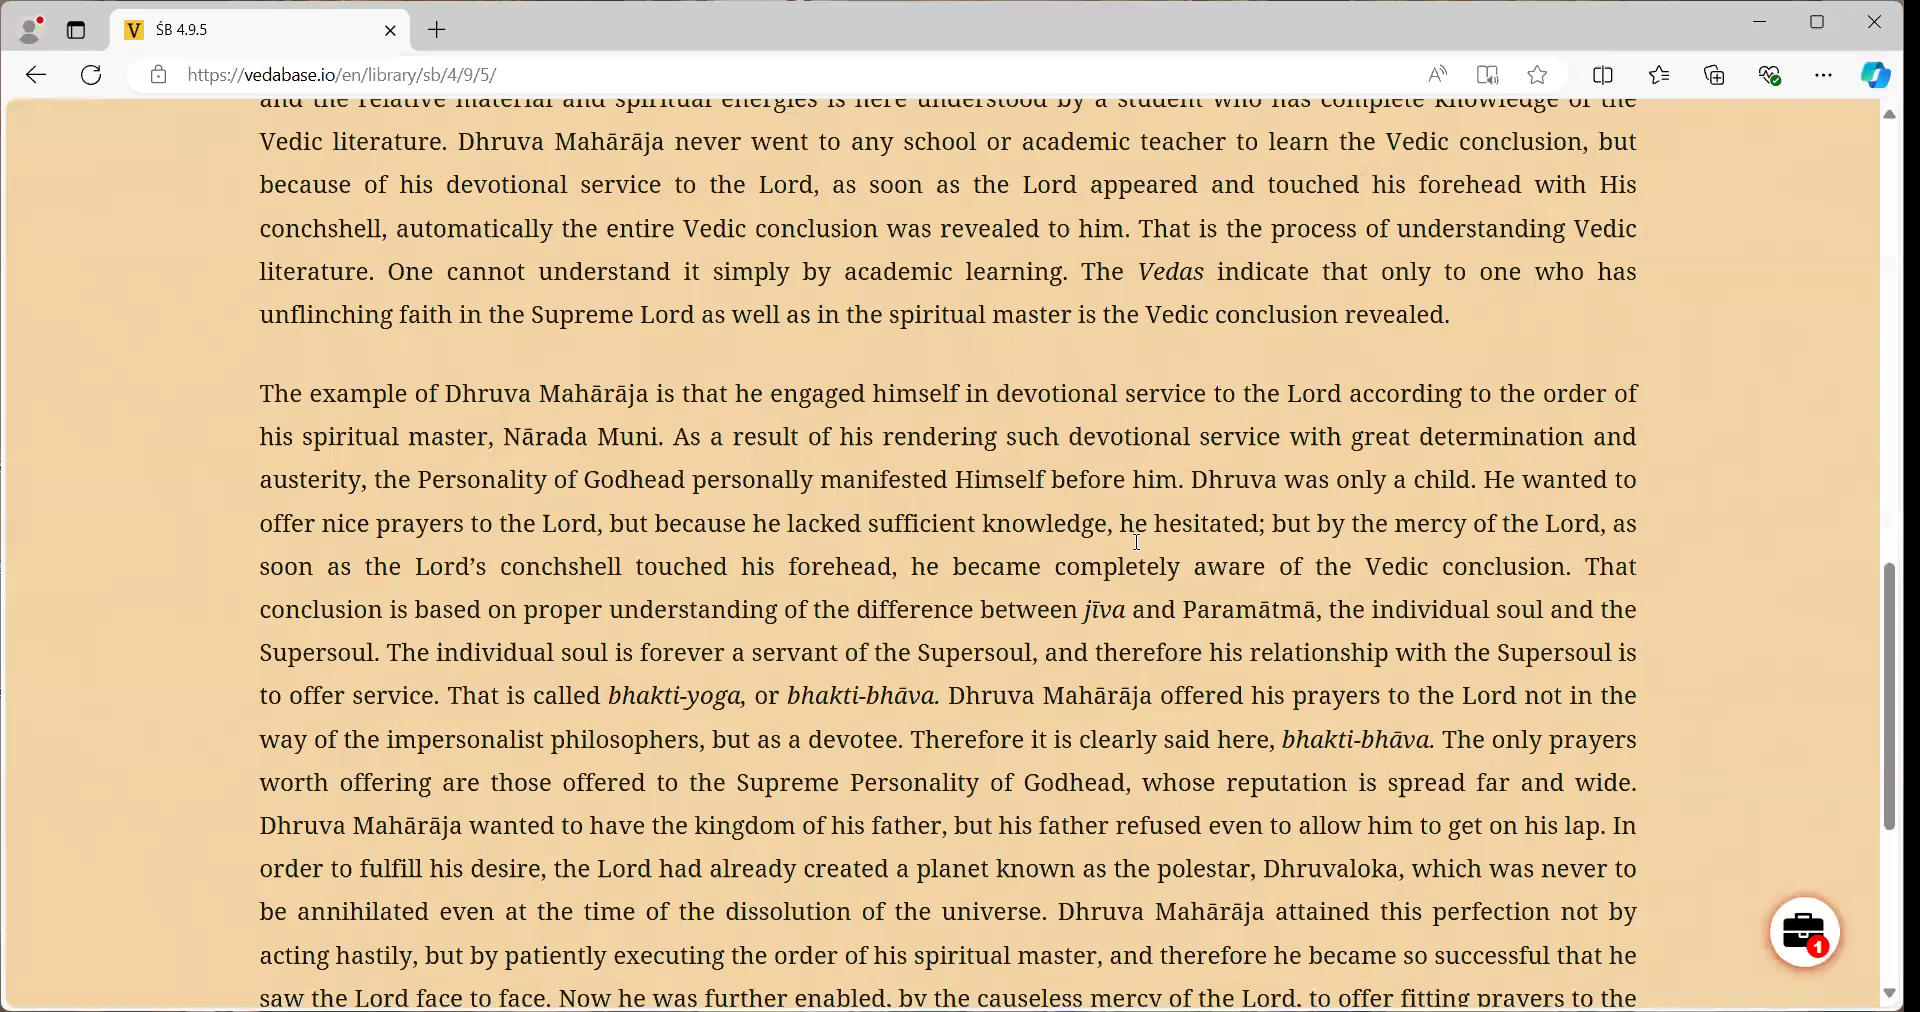 ŚB 4.9.5
https://vedabase.io/en/library/sb/4/9/5/
and the relative material and spiritual energies is here understood by a student who has complete knowledge of the
Vedic literature. Dhruva Mahārāja never went to any school or academic teacher to learn the Vedic conclusion, but
because of his devotional service to the Lord, as soon as the Lord appeared and touched his forehead with His
conchshell, automatically the entire Vedic conclusion was revealed to him. That is the process of understanding Vedic
literature. One cannot understand it simply by academic learning. The Vedas indicate that only to one who has
unflinching faith in the Supreme Lord as well as in the spiritual master is the Vedic conclusion revealed.
The example of Dhruva Mahārāja is that he engaged himself in devotional service to the Lord according to the order of
his spiritual master, Nārada Muni. As a result of his rendering such devotional service with great determination and
austerity, the Personality of Godhead personally manifested Himself before him. Dhruva was only a child. He wanted to
offer nice prayers to the Lord, but because he lacked sufficient knowledge, he hesitated; but by the mercy of the Lord, as
soon as the Lord’s conchshell touched his forehead, he became completely aware of the Vedic conclusion. That
conclusion is based on proper understanding of the difference between jīva and Paramātmā, the individual soul and the
Supersoul. The individual soul is forever a servant of the Supersoul, and therefore his relationship with the Supersoul is
to offer service. That is called bhakti-yoga, or bhakti-bhāva. Dhruva Mahārāja offered his prayers to the Lord not in the
way of the impersonalist philosophers, but as a devotee. Therefore it is clearly said here, bhakti-bhāva. The only prayers
worth offering are those offered to the Supreme Personality of Godhead, whose reputation is spread far and wide.
Dhruva Mahārāja wanted to have the kingdom of his father, but his father refused even to allow him to get on his lap. In
order to fulfill his desire, the Lord had already created a planet known as the polestar, Dhruvaloka, which was never to
be annihilated even at the time of the dissolution of the universe. Dhruva Mahārāja attained this perfection not by
acting hastily, but by patiently executing the order of his spiritual master, and therefore he became so successful that he
saw the Lord face to face. Now he was further enabled, by the causeless mercy of the Lord, to offer fitting prayers to the
1